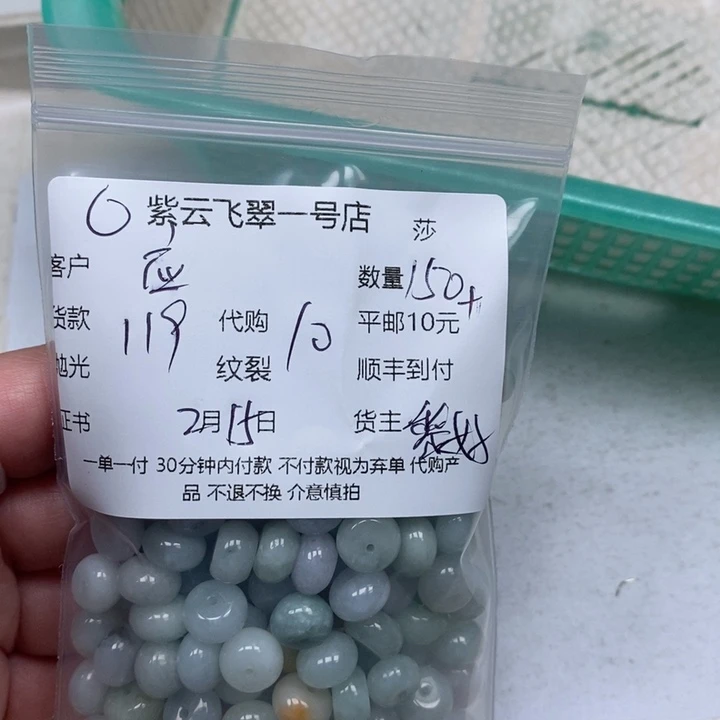 紫云飞翠一号店 莎
客户 应 数量 150+
货款 119 代购 10 平邮10元
抛光 纹裂 顺丰到付
证书 2月15日 货主
一单一付 30分钟内付款 不付款视为弃单 代购产
品 不退不换 介意慎拍